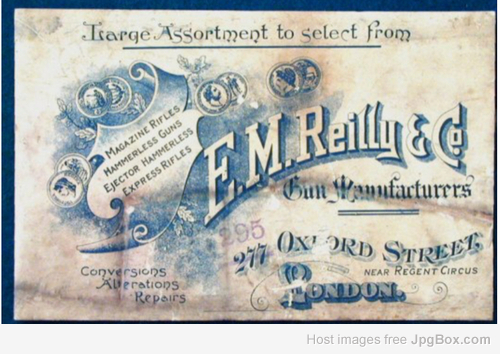 Large Assortment to select from
MAGAZINE RIFLES
HAMMERLESS GUNS
EJECTOR HAMMERLESS
EXPRESS RIFLES
E.M. Reilly & Co
Gun Manufacturers
295
277 OXFORD STREET,
NEAR REGENT CIRCUS
LONDON.
Conversions
Alterations
Repairs
Host images free JpgBox.com